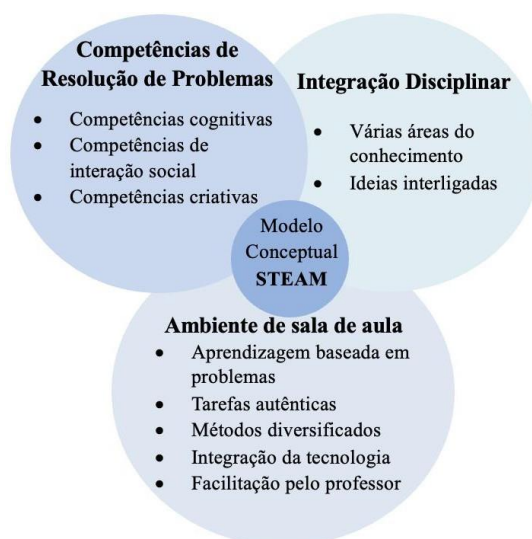 Competências de
Resolução de Problemas
• Competências cognitivas
• Competências de
interação social
• Competências criativas
Integração Disciplinar
• Várias áreas do
conhecimento
• Ideias interligadas
Modelo
Conceptual
STEAM
Ambiente de sala de aula
• Aprendizagem baseada em
problemas
• Tarefas autênticas
• Métodos diversificados
• Integração da tecnologia
• Facilitação pelo professor